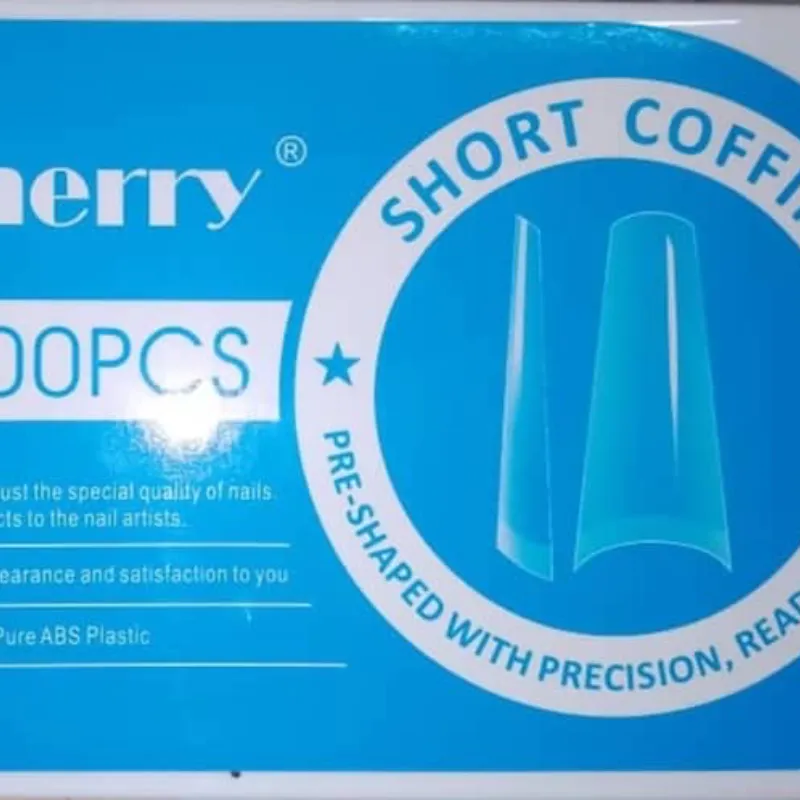 herry ®
00PCS
ust the special quality of nails.
cts to the nail artists.
earance and satisfaction to you
Pure ABS Plastic
SHORT COFFI
PRE-SHAPED WITH PRECISION, READ